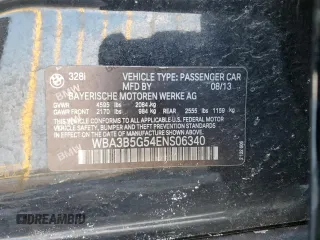 328i VEHICLE TYPE: PASSENGER CAR
MFD BY 08/13
BAYERISCHE MOTOREN WERKE AG
GVWR 4595 lbs 2084 kg
GAWR FRONT 2170 lbs 984 kg REAR 2555 lbs 1159 kg
THIS VEHICLE CONFORMS TO ALL APPLICABLE
FEDERAL MOTOR VEHICLE SAFETY, BUMPER,
AND THEFT PREVENTION STANDARDS
IN EFFECT ON THE DATE OF MANUFACTURE
SHOWN ABOVE.
WBA3B5G54ENS06340
DREAMBID